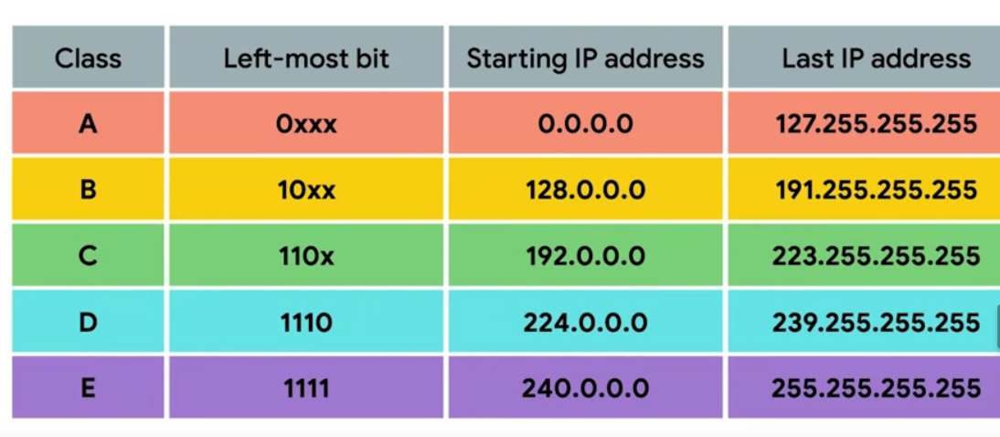 Class Left-most bit Starting IP address Last IP address
A 0xxx 0.0.0.0 127.255.255.255
B 10xx 128.0.0.0 191.255.255.255
C 110x 192.0.0.0 223.255.255.255
D 1110 224.0.0.0 239.255.255.255
E 1111 240.0.0.0 255.255.255.255